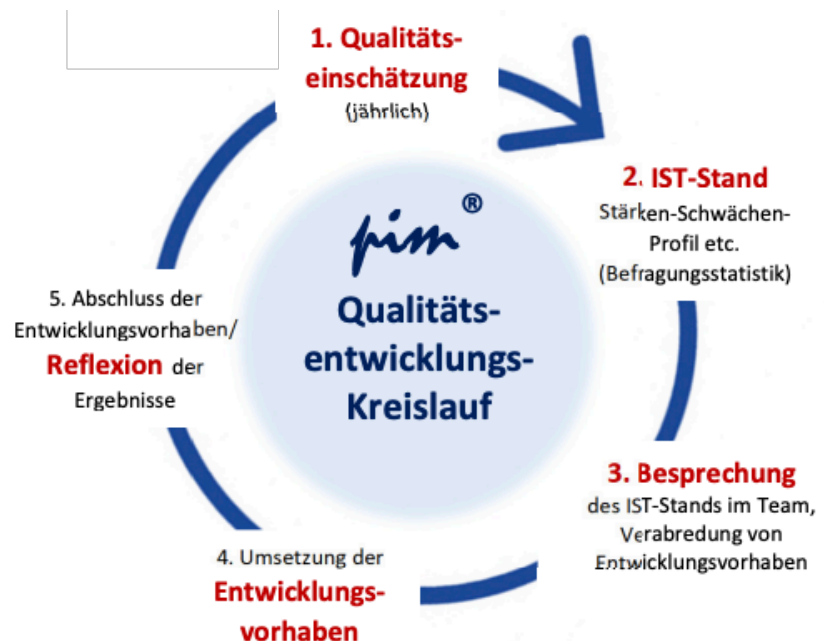 1. Qualitäts-
einschätzung
(jährlich)
2. IST-Stand
Stärken-Schwächen-
Profil etc.
(Befragungsstatistik)
3. Besprechung
des IST-Stands im Team,
Verabredung von
Entwicklungsvorhaben
4. Umsetzung der
Entwicklungs-
vorhaben
5. Abschluss der
Entwicklungsvorhaben/
Reflexion der
Ergebnisse
pim®
Qualitäts-
entwicklungs-
Kreislauf